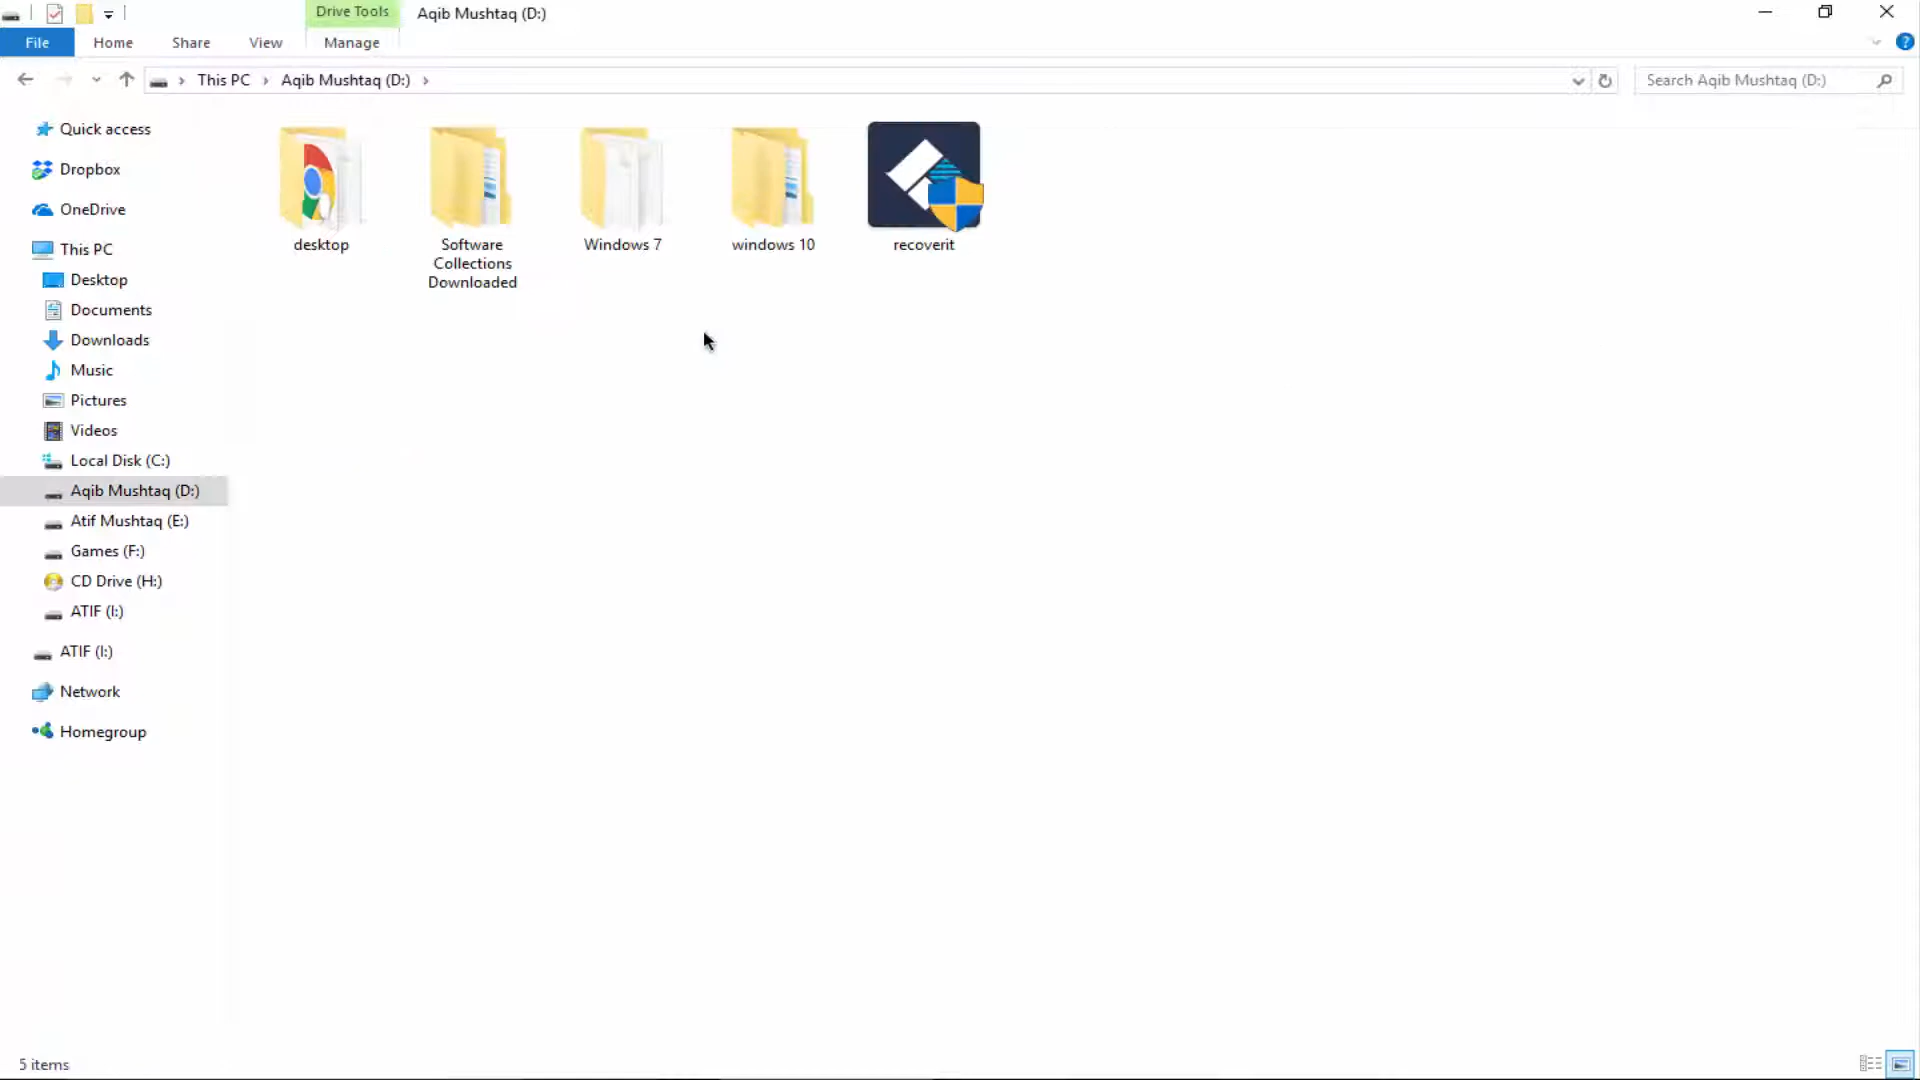 Drive Tools
Aqib Mushtaq (D:)
File
Home
Share
View
Manage
This PC
Aqib Mushtaq (D:)
Search Aqib Mushtaq (D:)
Quick access
Dropbox
OneDrive
This PC
Desktop
Documents
Downloads
Music
Pictures
Videos
Local Disk (C:)
Aqib Mushtaq (D:)
Atif Mushtaq (E:)
Games (F:)
CD Drive (H:)
ATIF (I:)
ATIF (I:)
Network
Homegroup
desktop
Software
Collections
Downloaded
Windows 7
windows 10
recoverit
5 items